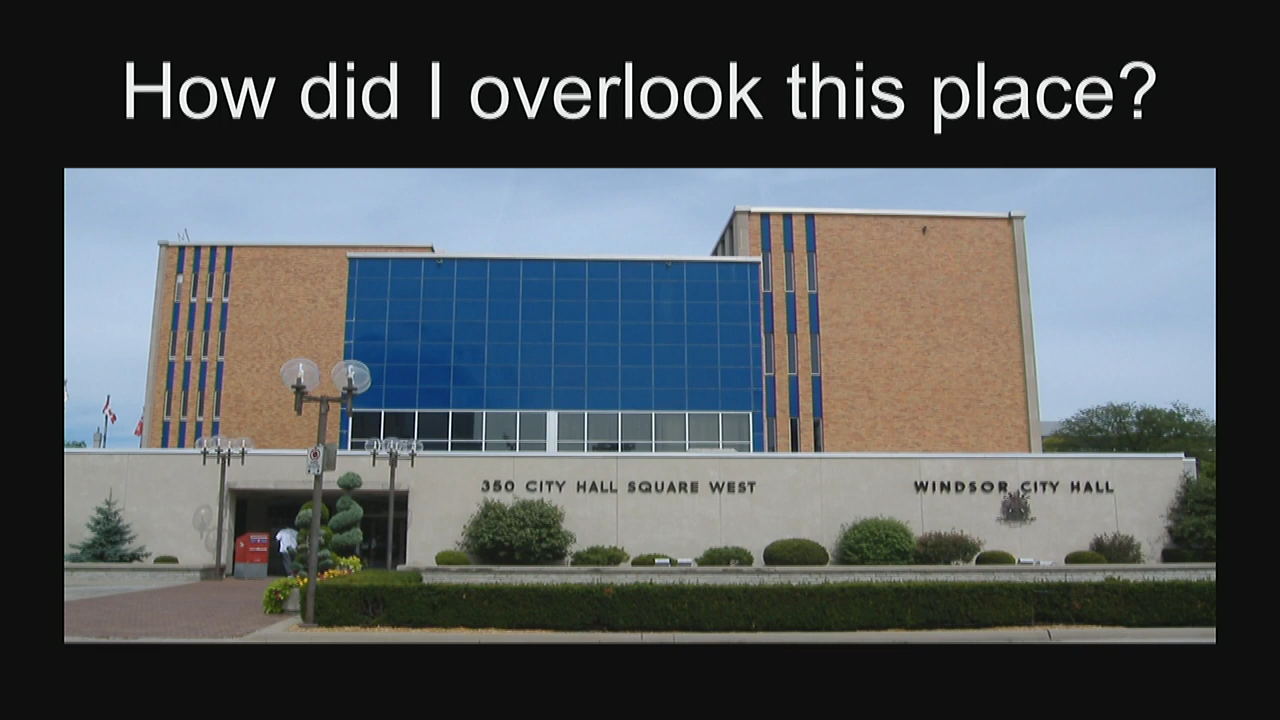 How did I overlook this place?
350 CITY HALL SQUARE WEST
WINDSOR CITY HALL